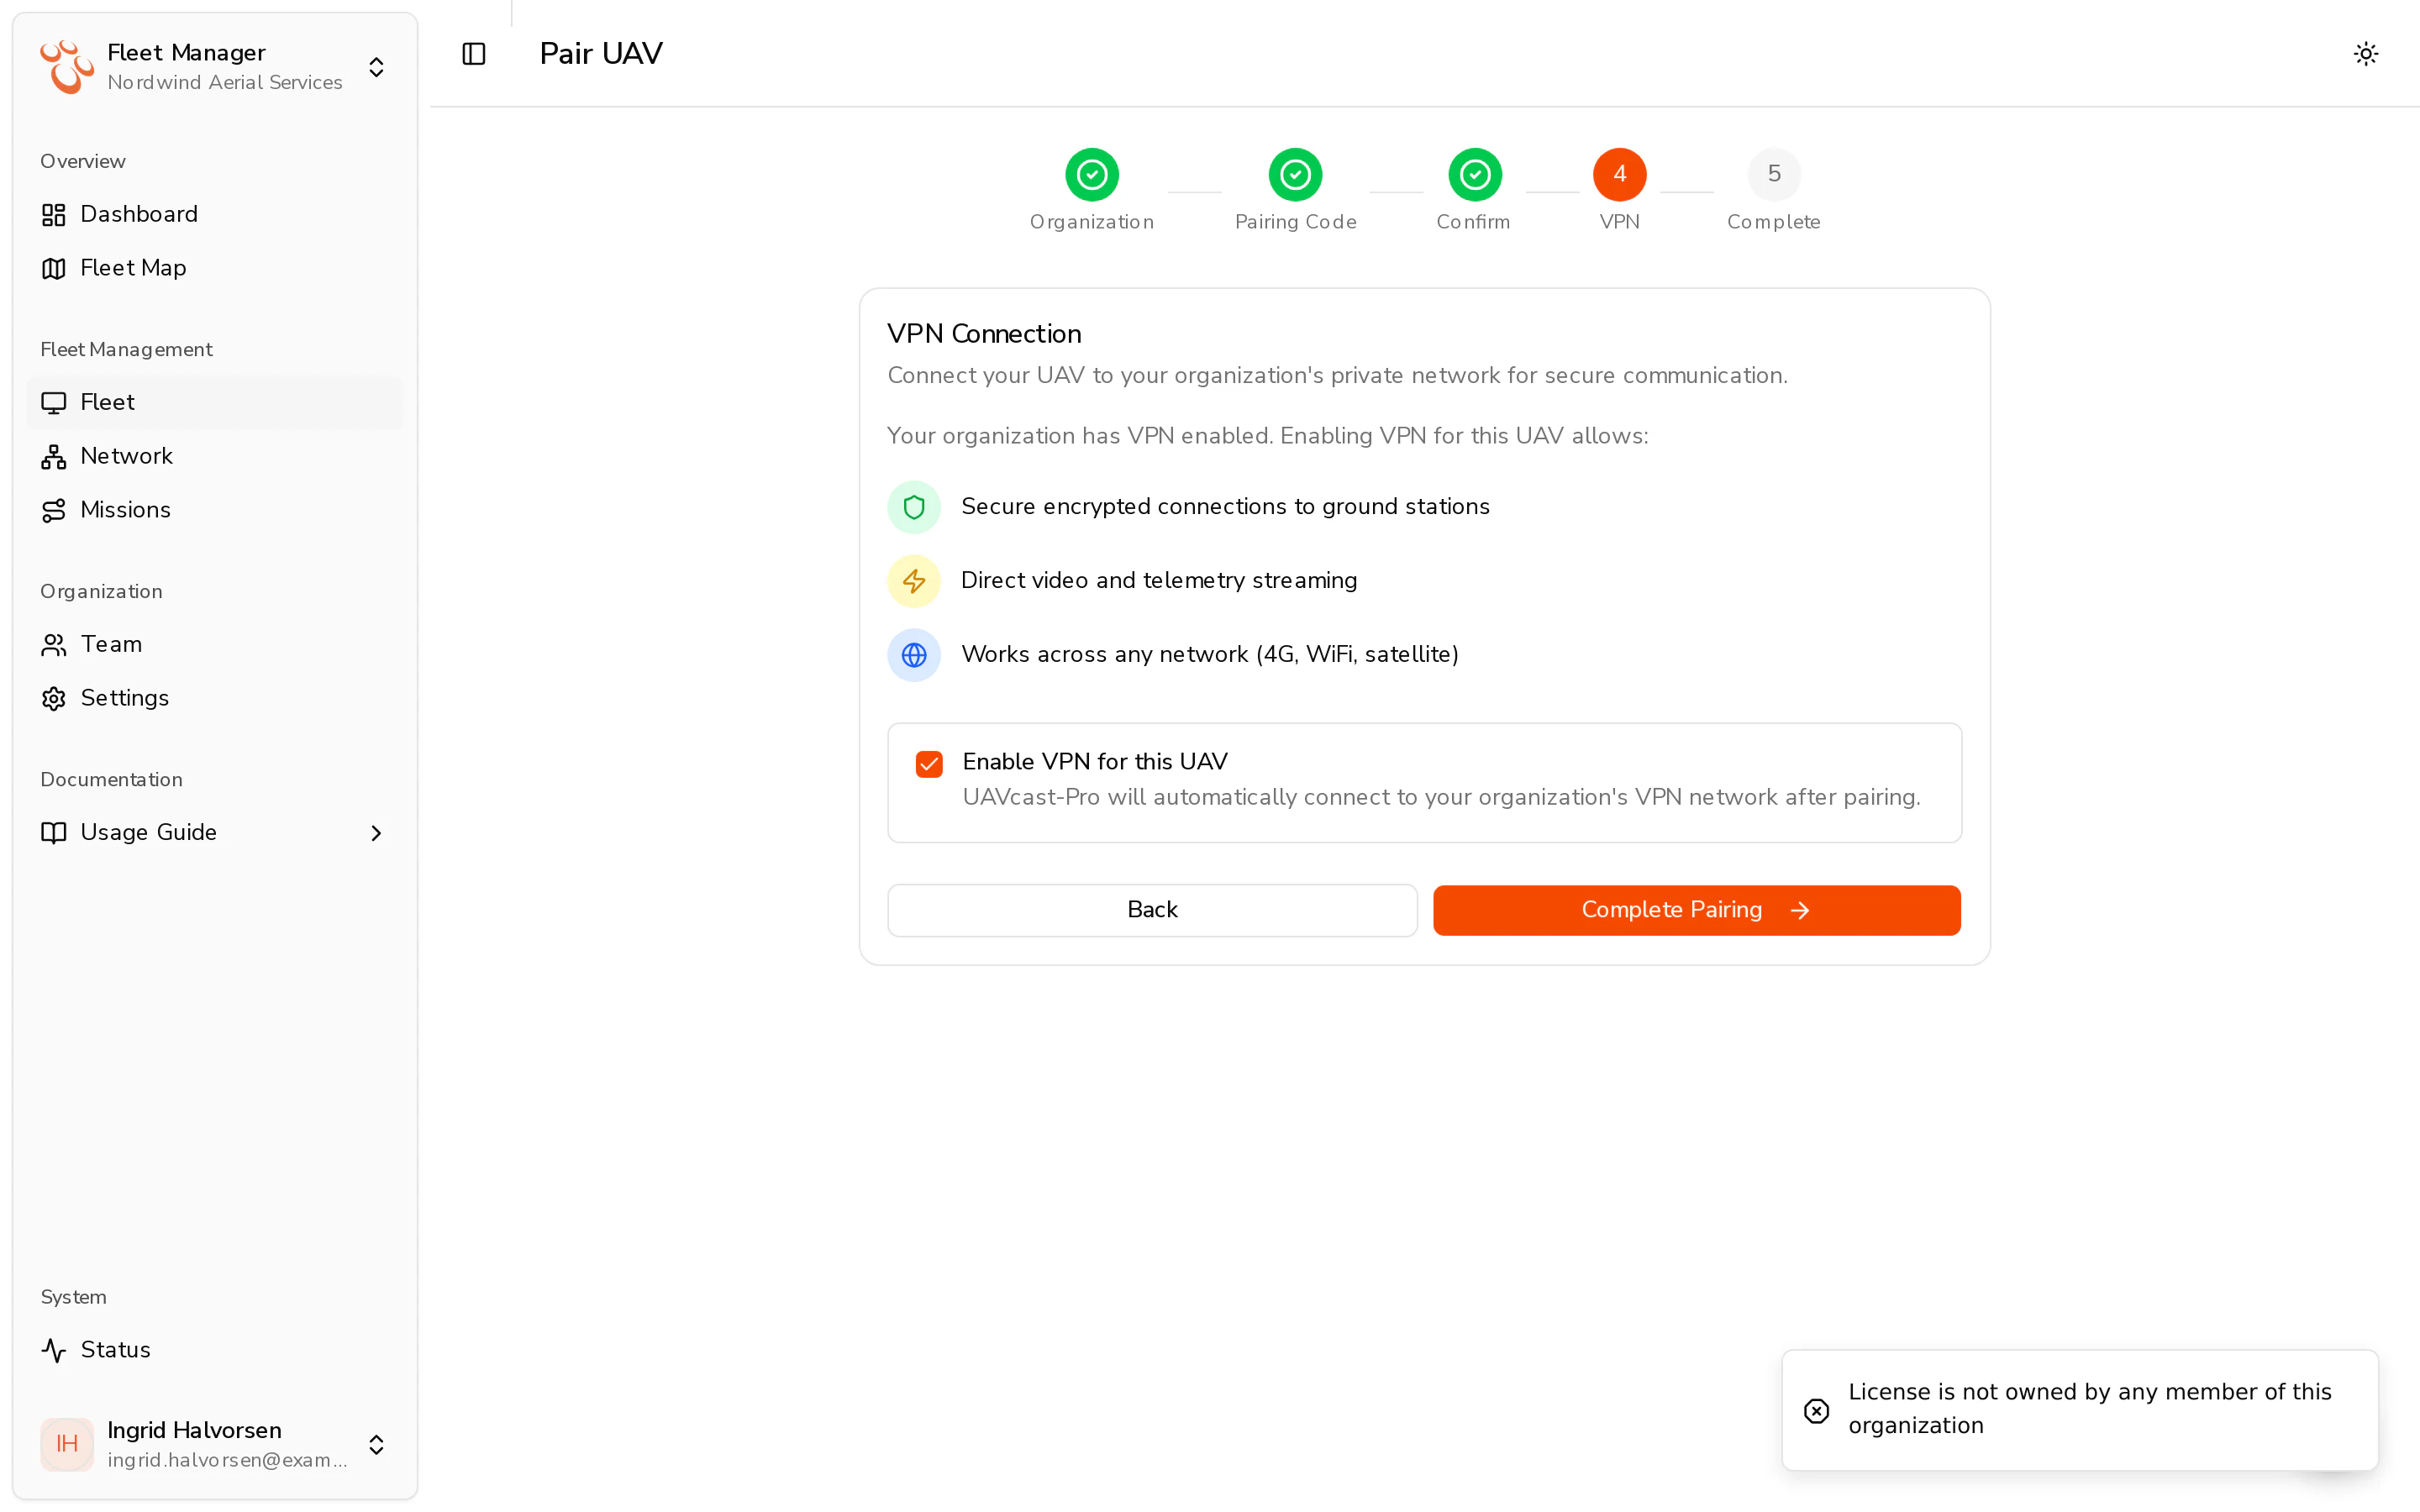 Fleet Manager
Nordwind Aerial Services
Overview
Dashboard
Fleet Map
Fleet Management
Fleet
Network
Missions
Organization
Team
Settings
Documentation
Usage Guide
System
Status
IH
Ingrid Halvorsen
ingrid.halvorsen@exam...
Pair UAV
4
5
Organization
Pairing Code
Confirm
VPN
Complete
VPN Connection
Connect your UAV to your organization's private network for secure communication.
Your organization has VPN enabled. Enabling VPN for this UAV allows:
Secure encrypted connections to ground stations
Direct video and telemetry streaming
Works across any network (4G, WiFi, satellite)
Enable VPN for this UAV
UAVcast-Pro will automatically connect to your organization's VPN network after pairing.
Back
Complete Pairing
License is not owned by any member of this
organization